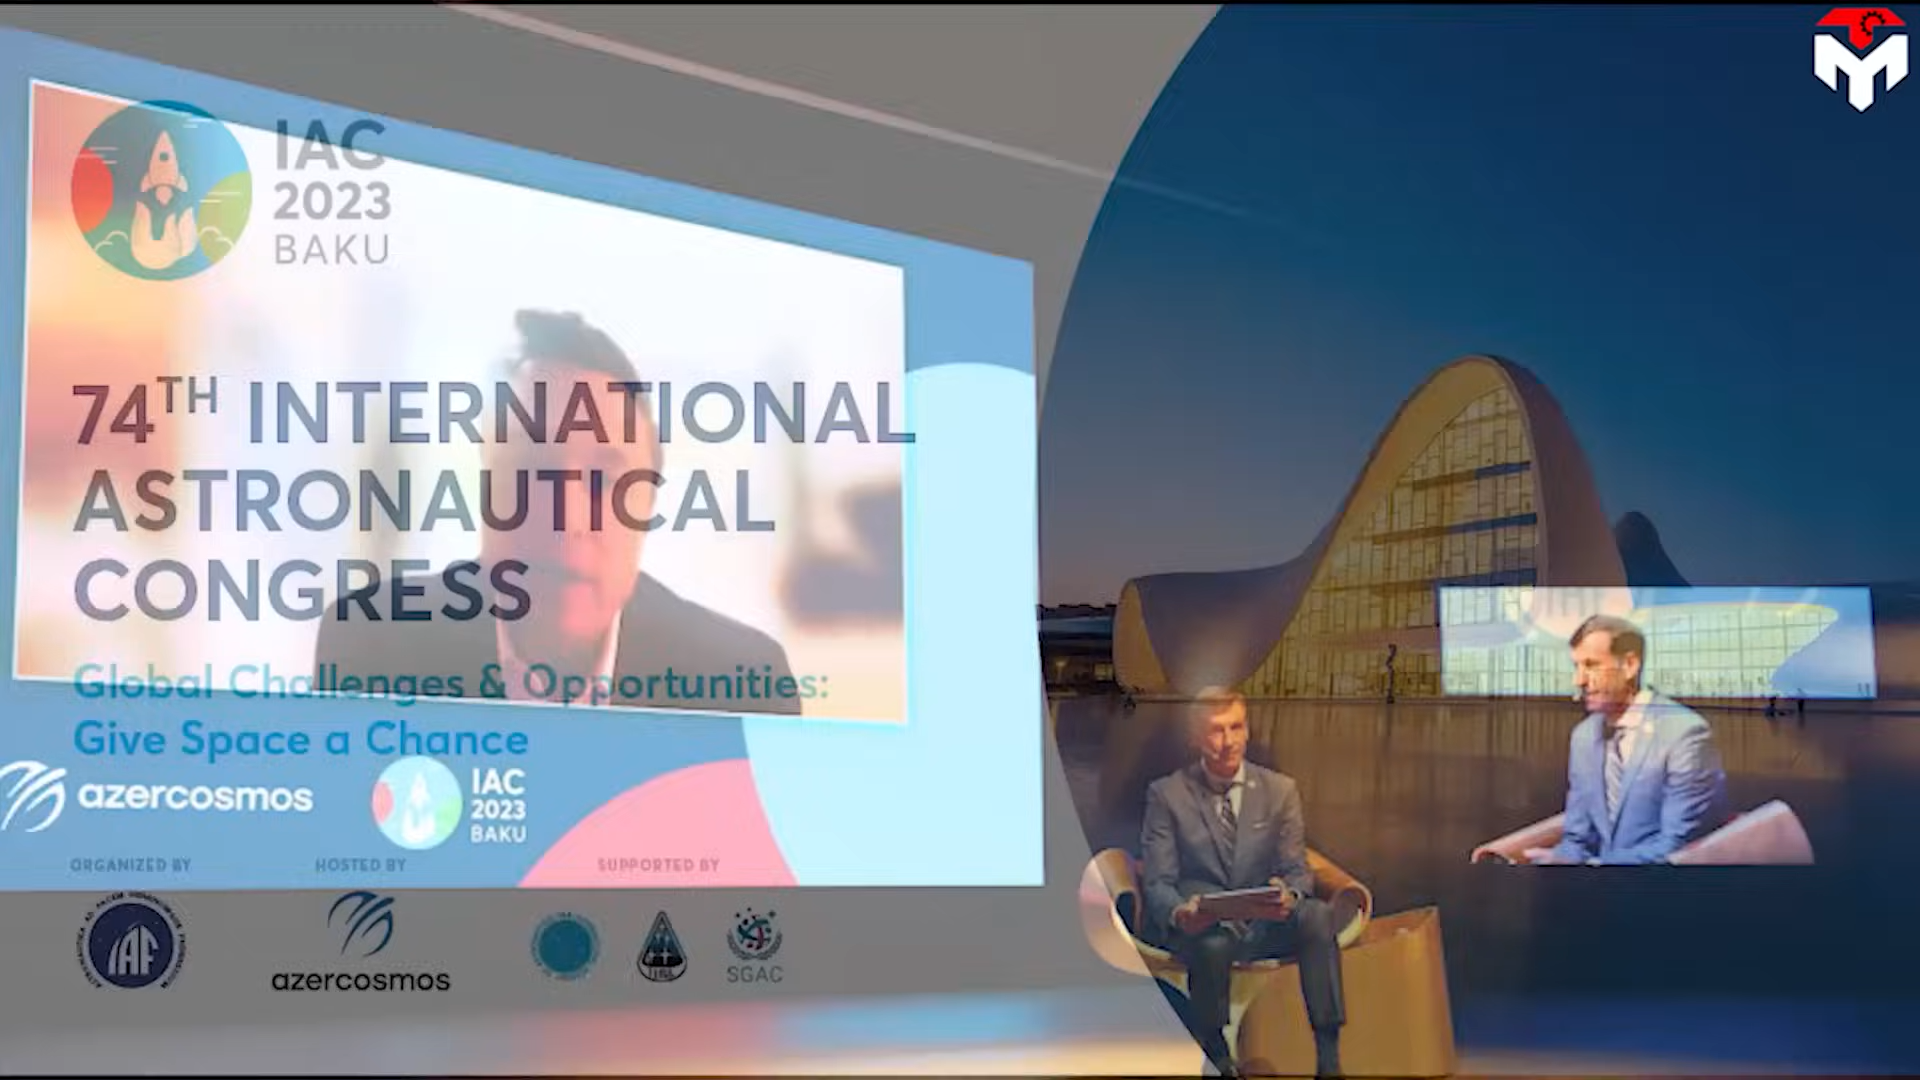 IAC
2023
BAKU
74TH INTERNATIONAL
ASTRONAUTICAL
CONGRESS
Global Challenges & Opportunities:
Give Space a Chance
azercosmos
IAC
2023
BAKU
ORGANIZED BY
HOSTED BY
SUPPORTED BY
IAF
azercosmos
SGAC